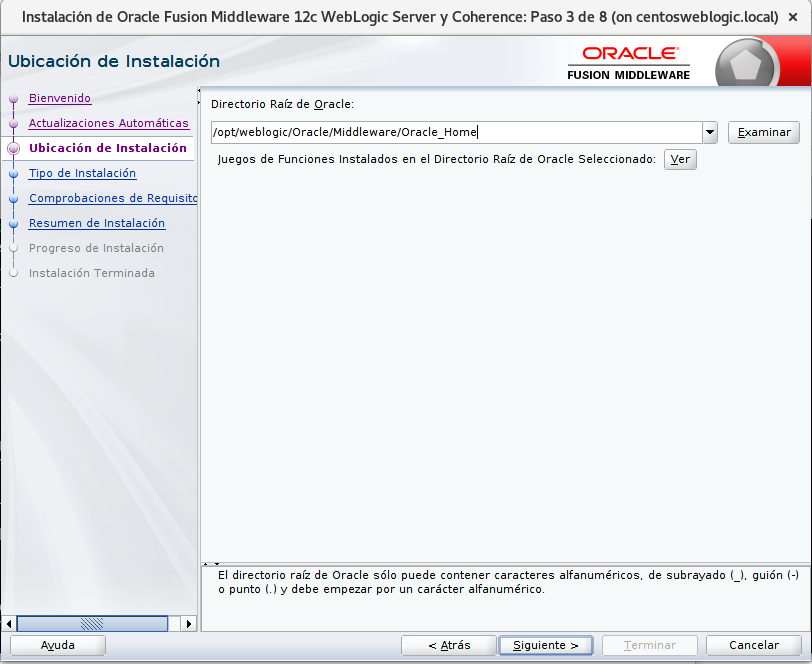 Instalación de Oracle Fusion Middleware 12c WebLogic Server y Coherence: Paso 3 de 8 (on centosweblogic.local)
Ubicación de Instalación
ORACLE®
FUSION MIDDLEWARE
Bienvenido
Actualizaciones Automáticas
Ubicación de Instalación
Tipo de Instalación
Comprobaciones de Requisito
Resumen de Instalación
Progreso de Instalación
Instalación Terminada
Directorio Raíz de Oracle:
/opt/weblogic/Oracle/Middleware/Oracle_Home
Examinar
Juegos de Funciones Instalados en el Directorio Raíz de Oracle Seleccionado:
Ver
El directorio raíz de Oracle sólo puede contener caracteres alfanuméricos, de subrayado (_), guión (-)
o punto (.) y debe empezar por un carácter alfanumérico.
Ayuda
< Atrás
Siguiente >
Terminar
Cancelar